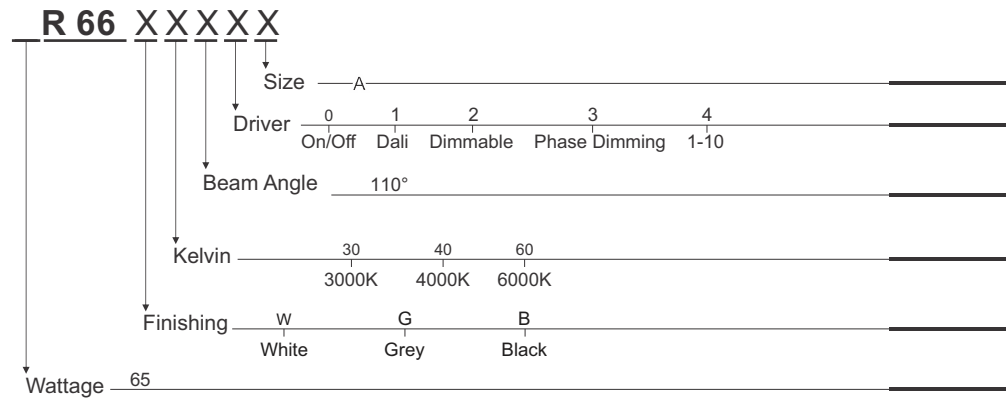 R 66 X X X X X
Size A
0 1 2 3 4
Driver
On/Off Dali Dimmable Phase Dimming 1-10
Beam Angle 110°
30 40 60
Kelvin
3000K 4000K 6000K
W G B
Finishing
White Grey Black
Wattage 65